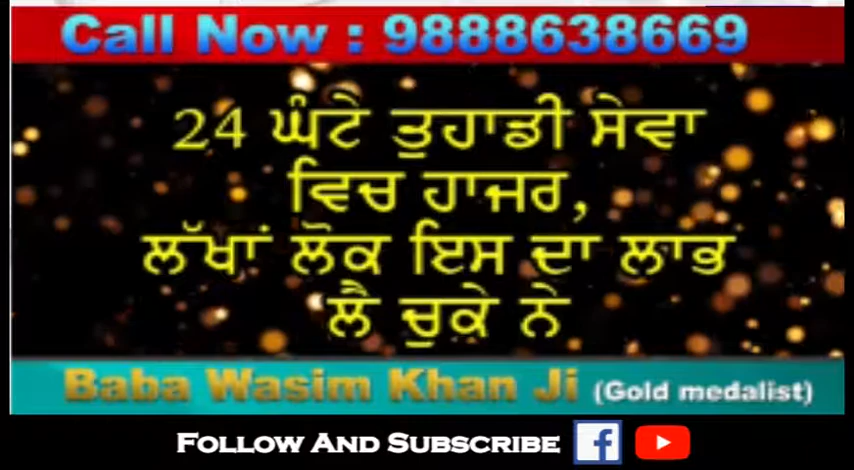 Call Now : 9888638669
24 ਘੰਟੇ ਤੁਹਾਡੀ ਸੇਵਾ
ਵਿਚ ਹਾਜਰ,
ਲੱਖਾਂ ਲੋਕ ਇਸ ਦਾ ਲਾਭ
ਲੈ ਚੁਕੇ ਨੇ
Baba Wasim Khan Ji (Gold medalist)
FOLLOW AND SUBSCRIBE